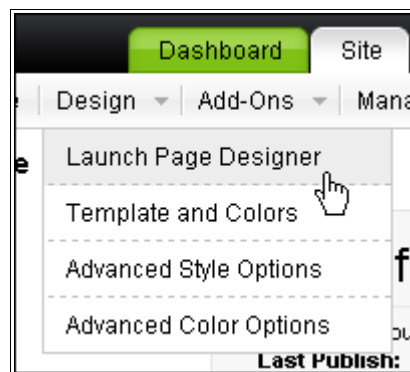 Dashboard Site
Design Add-Ons
Launch Page Designer
Template and Colors
Advanced Style Options
Advanced Color Options
Last Publish: